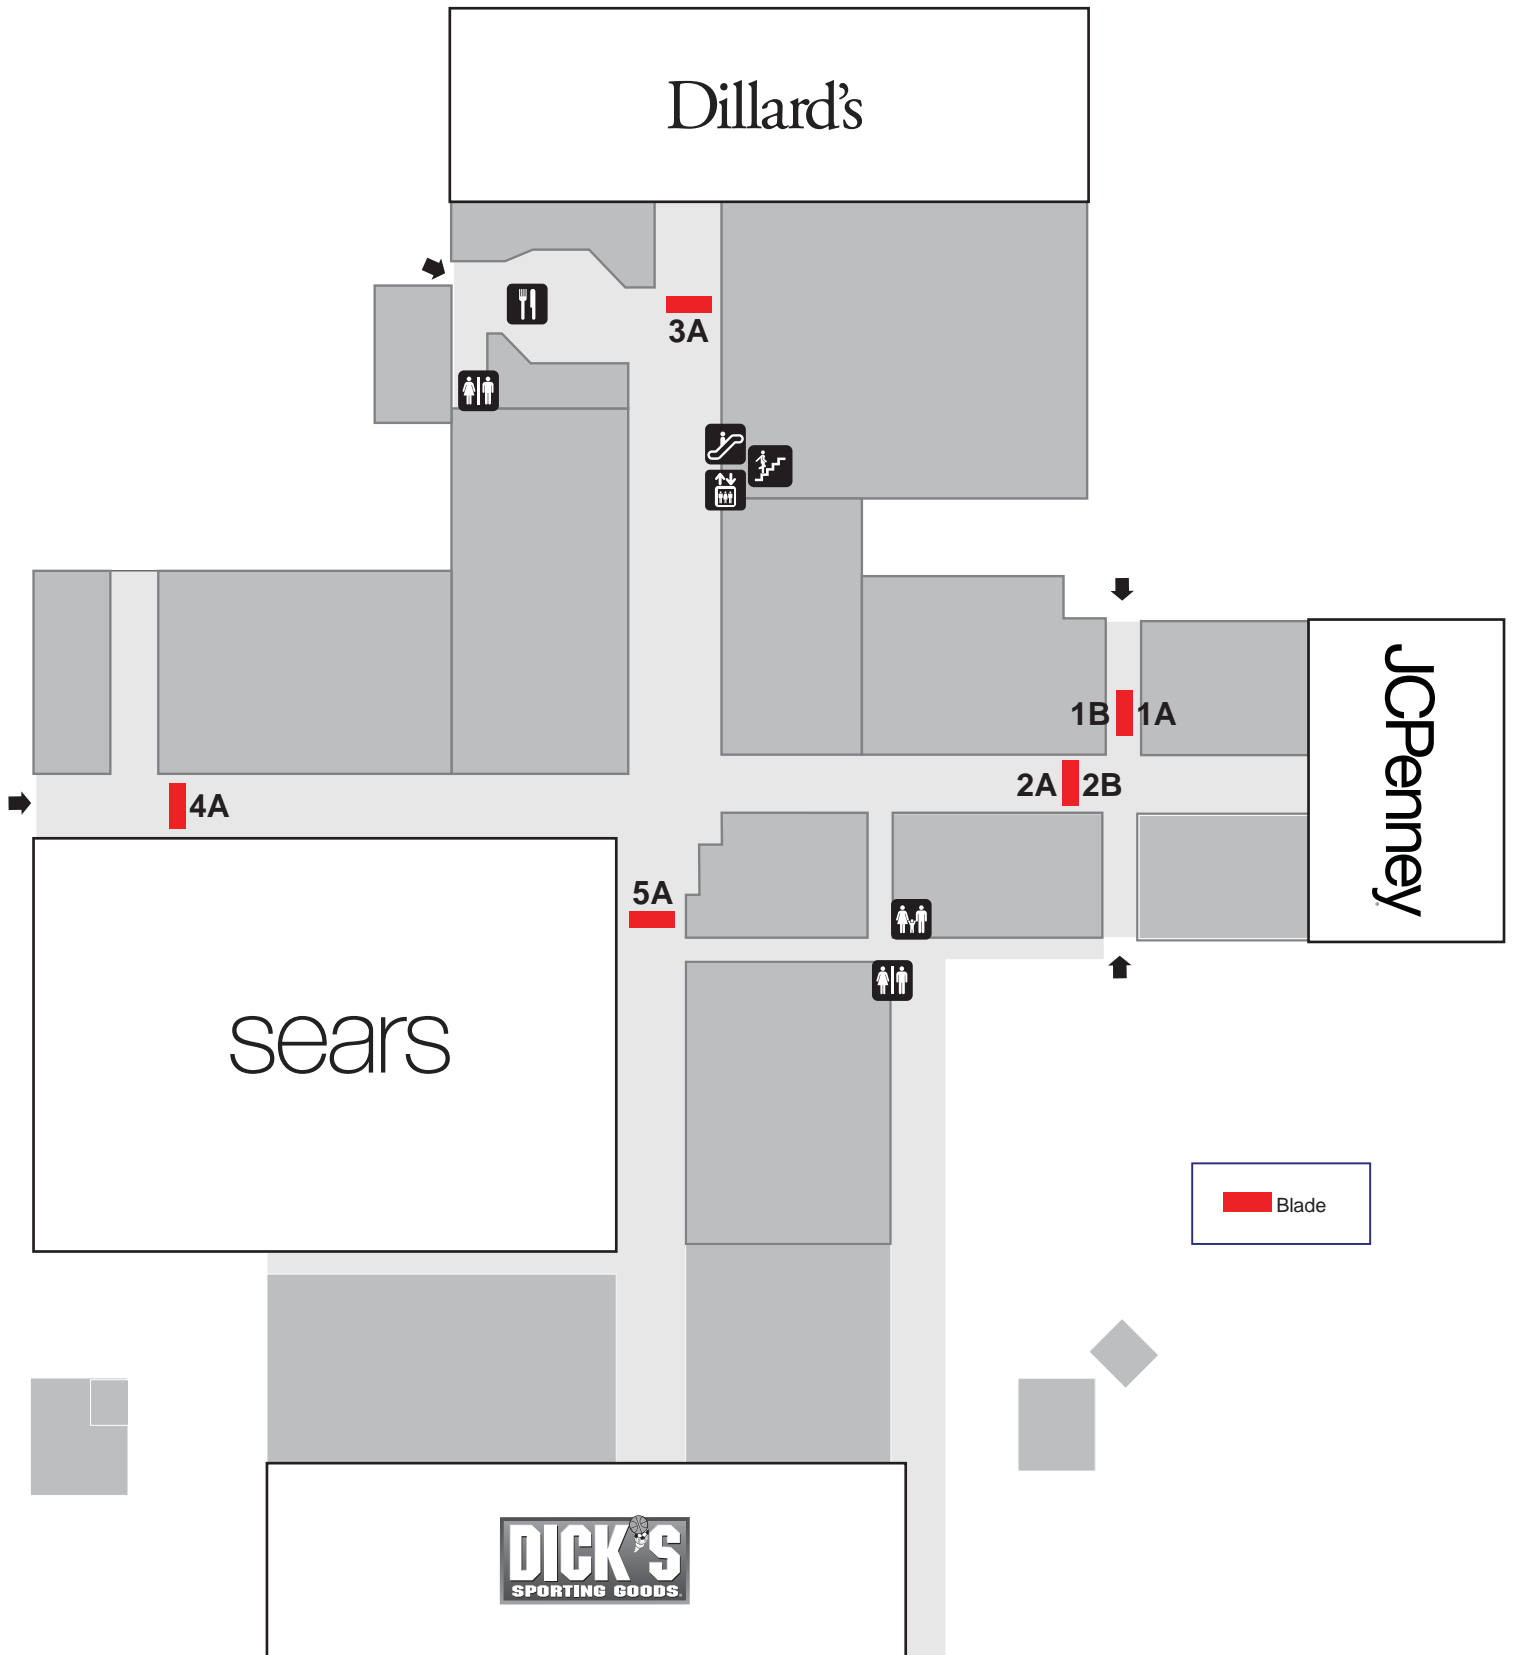 Dillard's
3A
JCPenney
1B 1A
2A 2B
4A
5A
sears
Blade
DICK'S
SPORTING GOODS